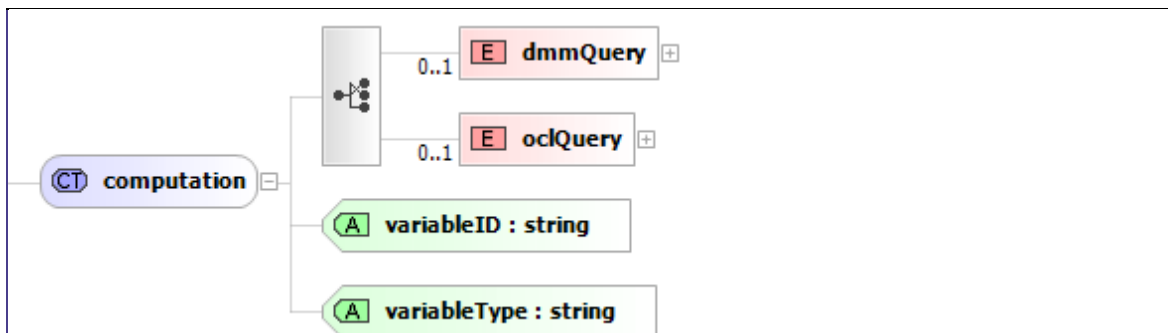 E dmmQuery
0..1
E oclQuery
0..1
CT computation
A variableID : string
A variableType : string